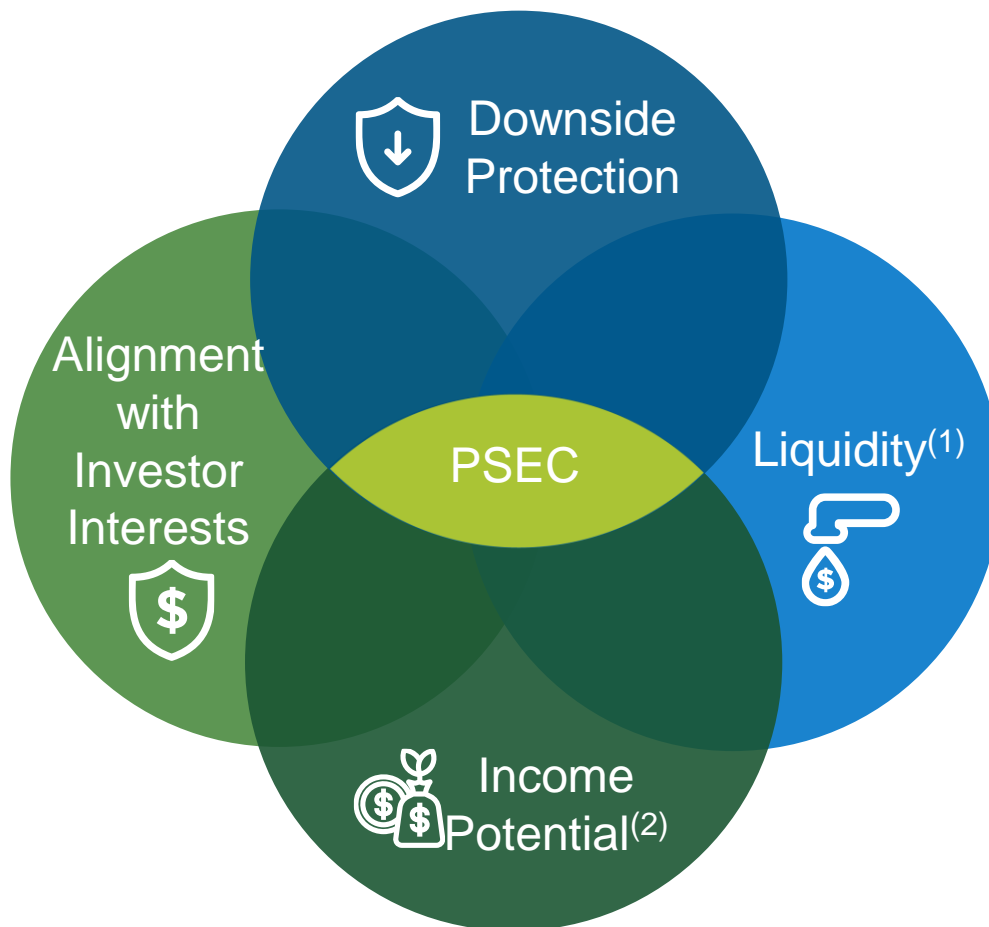 Downside
Protection
Alignment
with
Investor
Interests
$
PSEC
Liquidity(1)
$
Income
Potential(2)
$
$